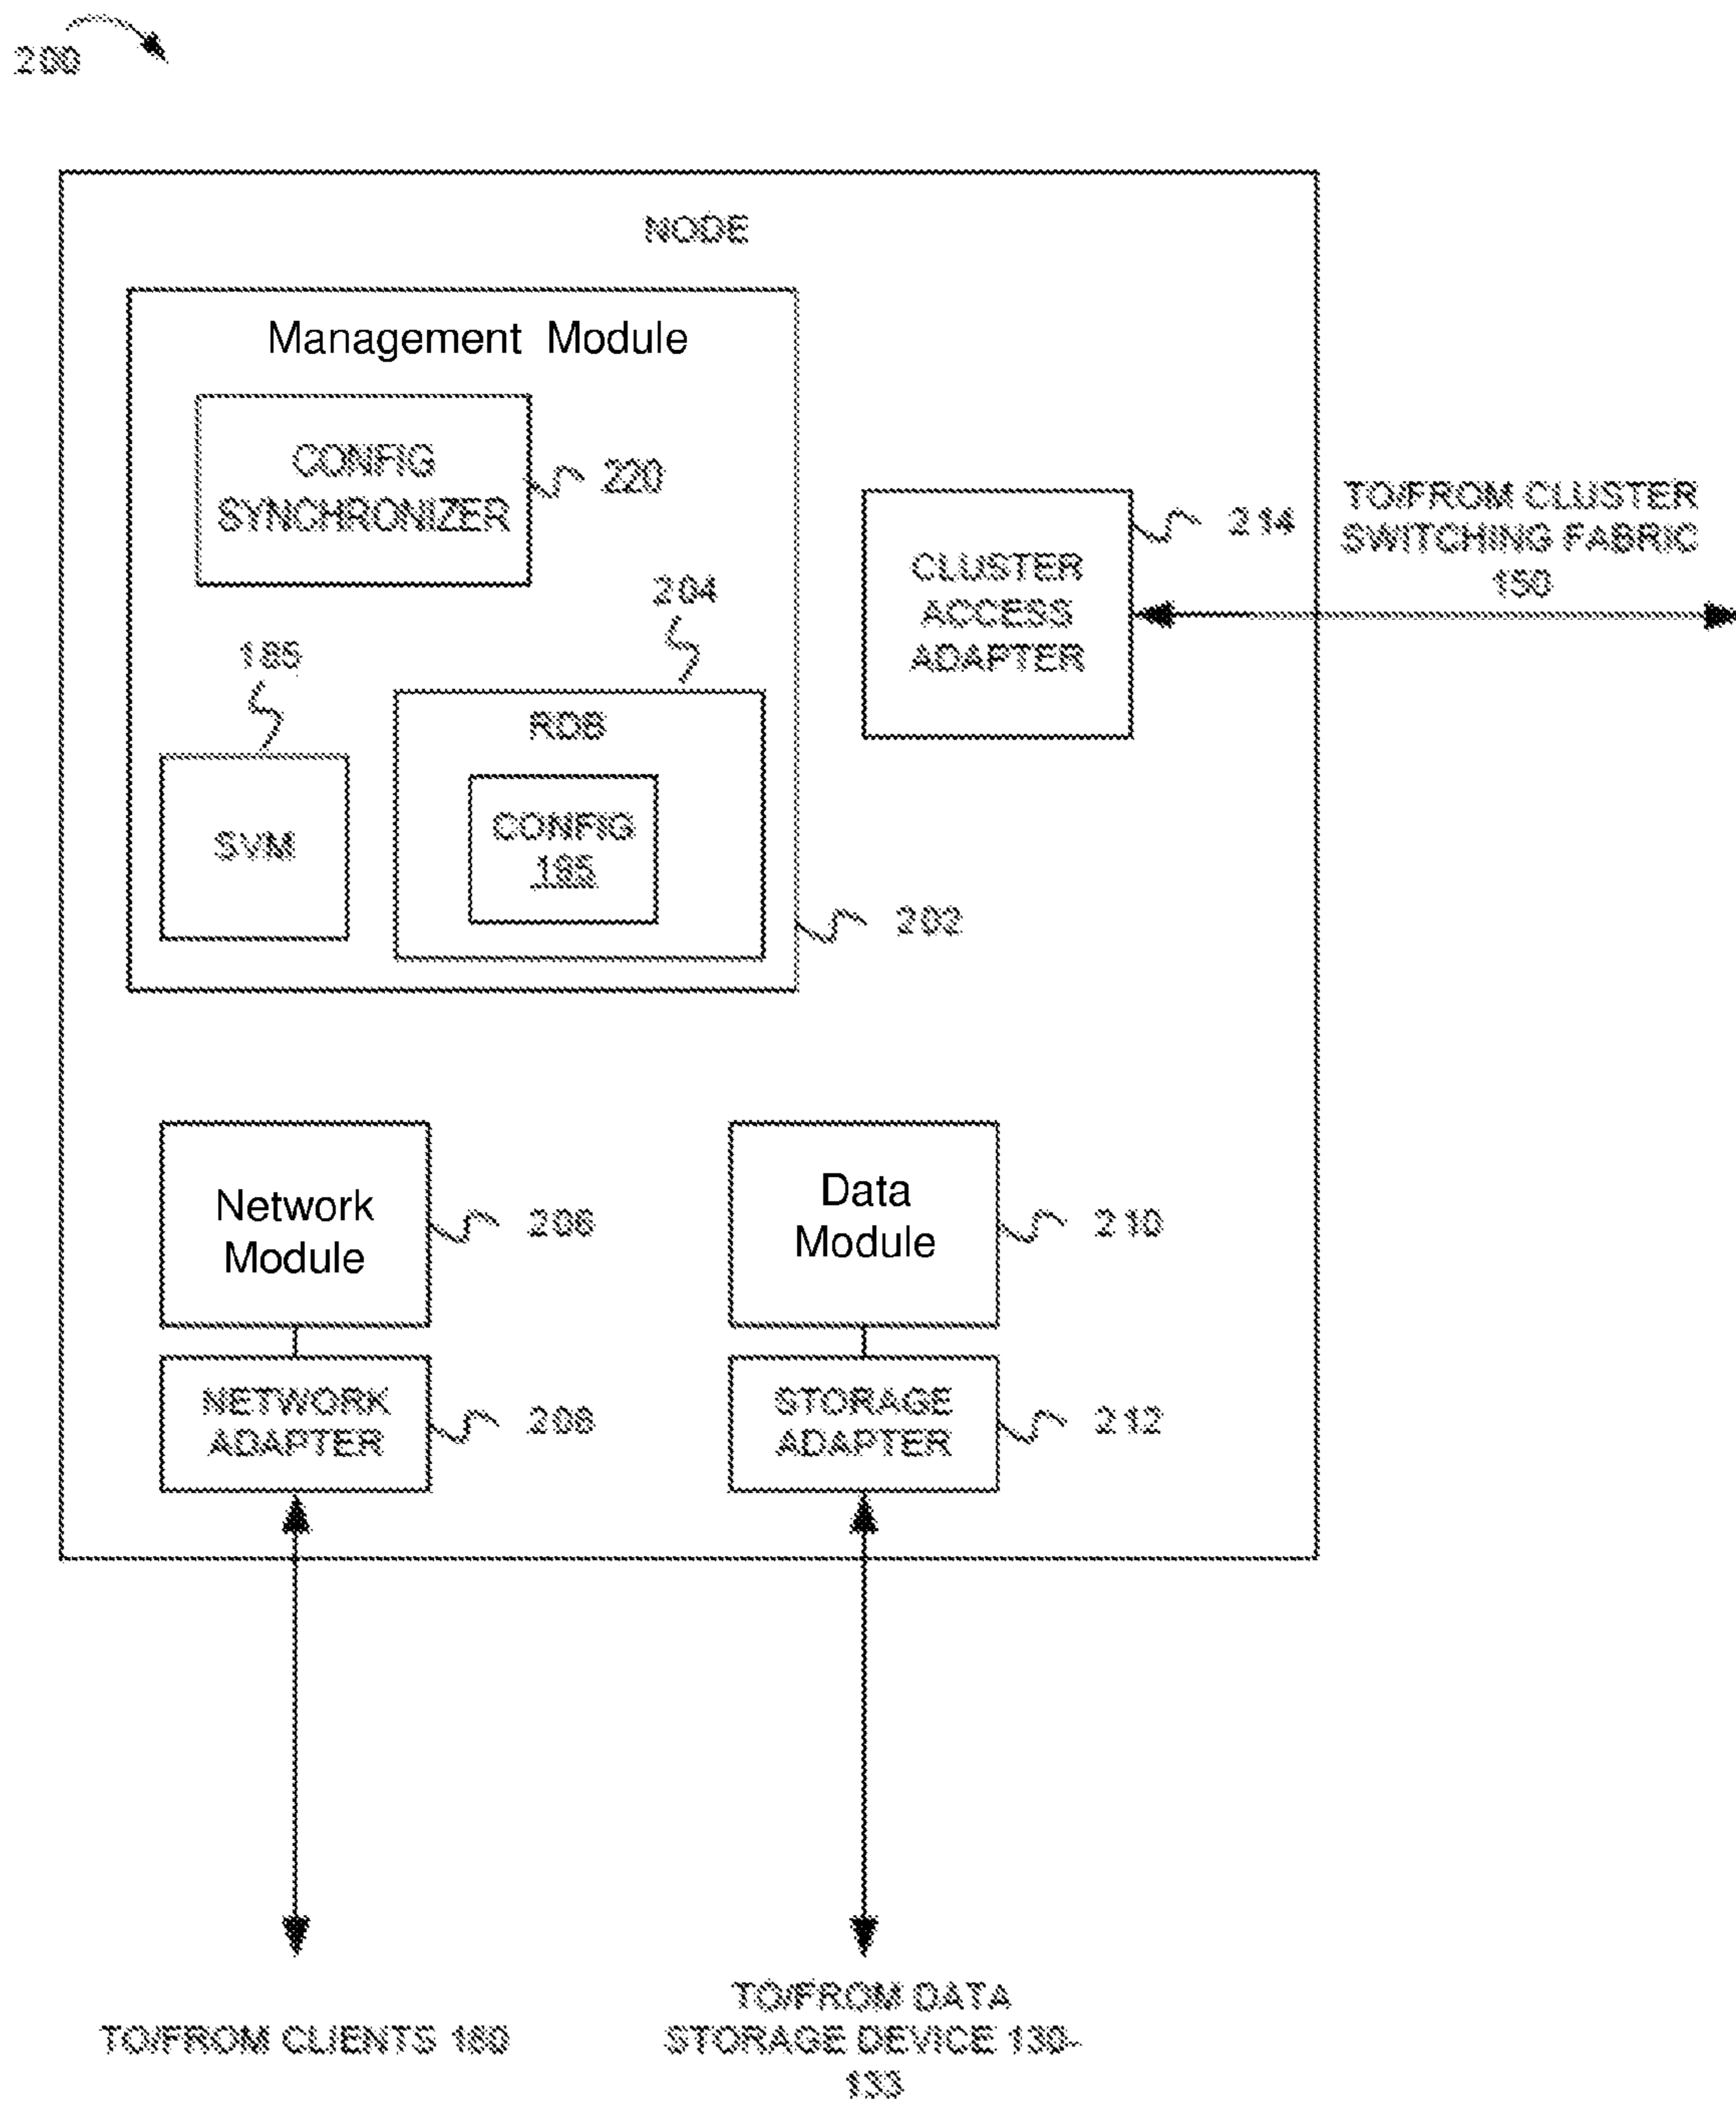 200
NODE
Management Module
CONFIG
SYNCHRONIZER
220
204
185
RDB
CONFIG
195
SVM
202
CLUSTER
ACCESS
ADAPTER
214
TO/FROM CLUSTER
SWITCHING FABRIC
150
Network
Module
206
Data
Module
210
NETWORK
ADAPTER
208
STORAGE
ADAPTER
212
TO/FROM CLIENTS
TO/FROM DATA
STORAGE DEVICE 130-
133